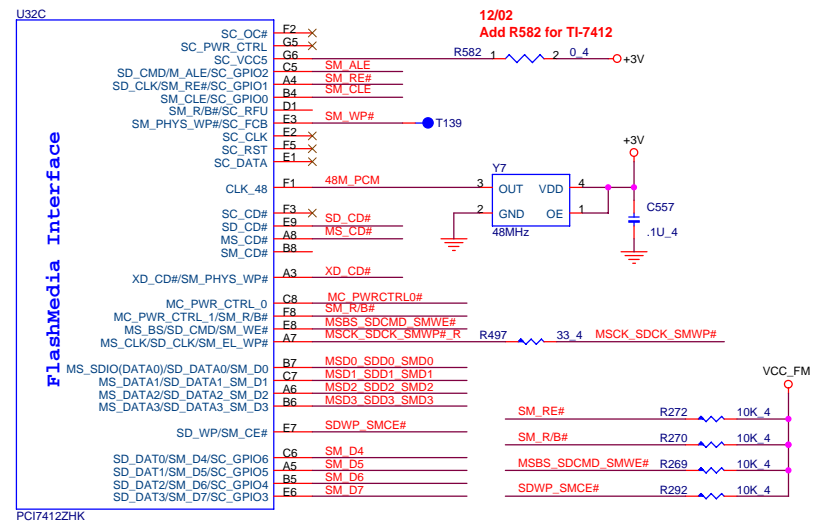 U32C
12/02
Add R582 for TI-7412
SC_OC# F2
SC_PWR_CTRL G5
SC_VCC5 G6 R582 1 2 0_4 +3V
SD_CMD/M_ALE/SC_GPIO2 C5 SM_ALE
SD_CLK/SM_RE#/SC_GPIO1 A4 SM_RE#
SM_CLE/SC_GPIO0 B4 SM_CLE
SM_R/B#/SC_RFU D1
SM_PHYS_WP#/SC_FCB E3 SM_WP# T139
SC_CLK E2
SC_RST F5
SC_DATA E1
FlashMedia Interface
+3V
Y7
CLK_48 F1 48M_PCM 3 OUT VDD 4
2 GND OE 1
48MHz
C557
.1U_4
SC_CD# F3
SD_CD# E9 SD_CD#
MS_CD# A8 MS_CD#
SM_CD# B8
XD_CD#/SM_PHYS_WP# A3 XD_CD#
MC_PWR_CTRL_0 C8 MC_PWRCTRL0#
MC_PWR_CTRL_1/SM_R/B# F8 SM_R/B#
MS_BS/SD_CMD/SM_WE# E8 MSBS_SDCMD_SMWE#
MS_CLK/SD_CLK/SM_EL_WP# A7 MSCK_SDCK_SMWP#_R R497 33_4 MSCK_SDCK_SMWP#
MS_SDIO(DATA0)/SD_DATA0/SM_D0 B7 MSD0_SDD0_SMD0
MS_DATA1/SD_DATA1_SM_D1 C7 MSD1_SDD1_SMD1
MS_DATA2/SD_DATA2_SM_D2 A6 MSD2_SDD2_SMD2
MS_DATA3/SD_DATA3_SM_D3 B6 MSD3_SDD3_SMD3
SD_WP/SM_CE# E7 SDWP_SMCE#
SD_DAT0/SM_D4/SC_GPIO6 C6 SM_D4
SD_DAT1/SM_D5/SC_GPIO5 A5 SM_D5
SD_DAT2/SM_D6/SC_GPIO4 B5 SM_D6
SD_DAT3/SM_D7/SC_GPIO3 E6 SM_D7
VCC_FM
SM_RE# R272 10K_4
SM_R/B# R270 10K_4
MSBS_SDCMD_SMWE# R269 10K_4
SDWP_SMCE# R292 10K_4
PCI7412ZHK